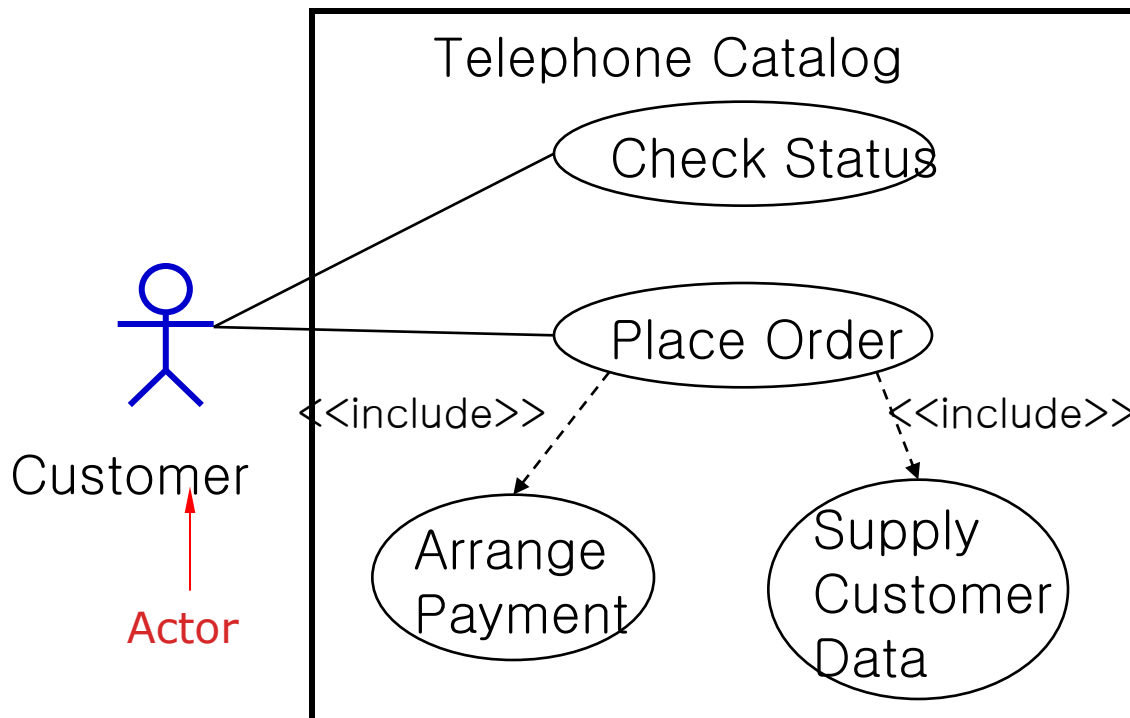 Telephone Catalog
Check Status
Place Order
<<include>>
<<include>>
Customer
Arrange
Payment
Supply
Customer
Data
Actor